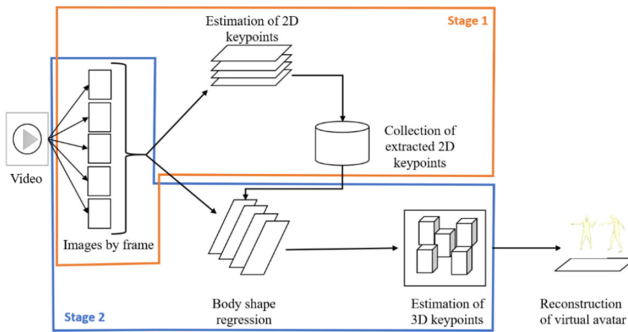 Estimation of 2D
keypoints
Stage 1
Video
Collection of
extracted 2D
keypoints
Images by frame
Stage 2
Body shape
regression
Estimation of
3D keypoints
Reconstruction
of virtual avatar